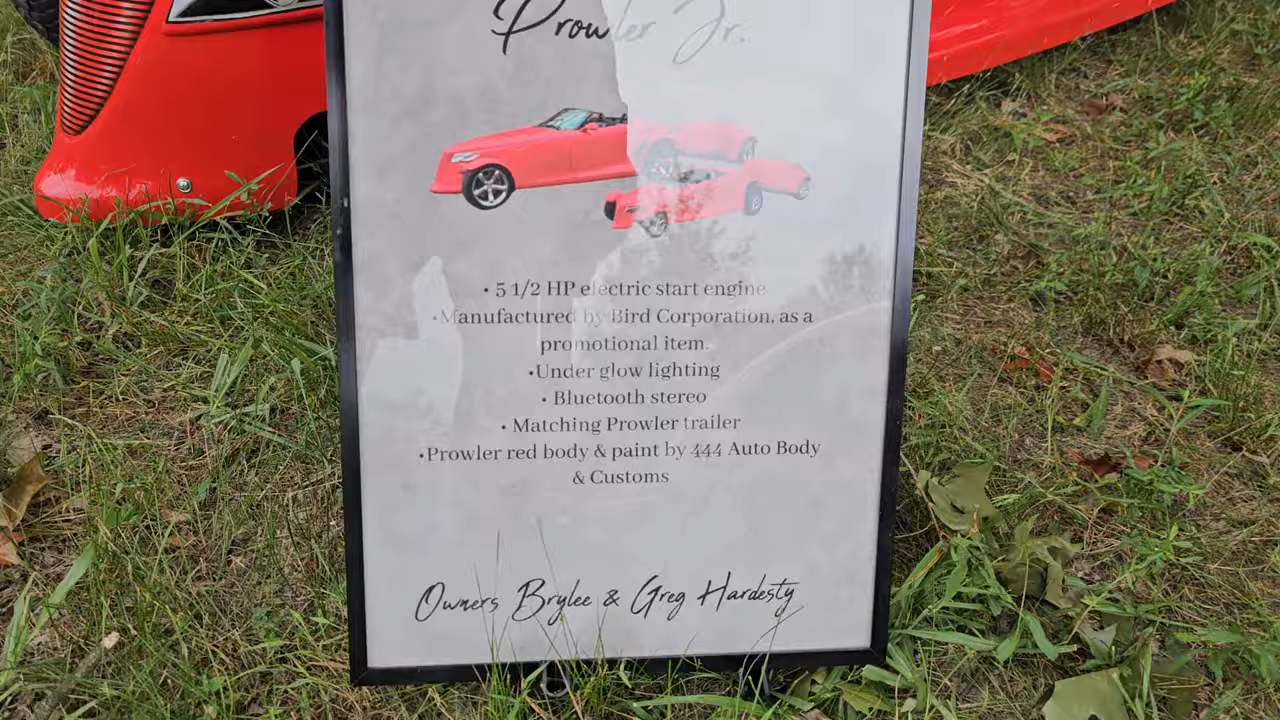 Prowler Jr.
• 5 1/2 HP electric start engine
•Manufactured by Bird Corporation, as a
promotional item.
•Under glow lighting
• Bluetooth stereo
• Matching Prowler trailer
•Prowler red body & paint by 444 Auto Body
& Customs
Owners Brylee & Greg Hardesty